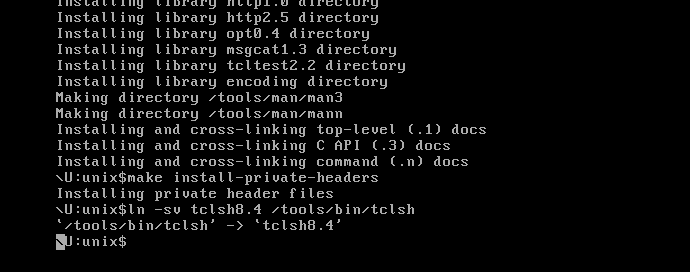 Installing library http1.0 directory
Installing library http2.5 directory
Installing library opt0.4 directory
Installing library msgcat1.3 directory
Installing library tcltest2.2 directory
Installing library encoding directory
Making directory /tools/man/man3
Making directory /tools/man/mann
Installing and cross-linking top-level (.1) docs
Installing and cross-linking C API (.3) docs
Installing and cross-linking command (.n) docs
\U:unix$make install-private-headers
Installing private header files
\U:unix$ln -sv tclsh8.4 /tools/bin/tclsh
‘/tools/bin/tclsh’ -> ‘tclsh8.4’
\U:unix$